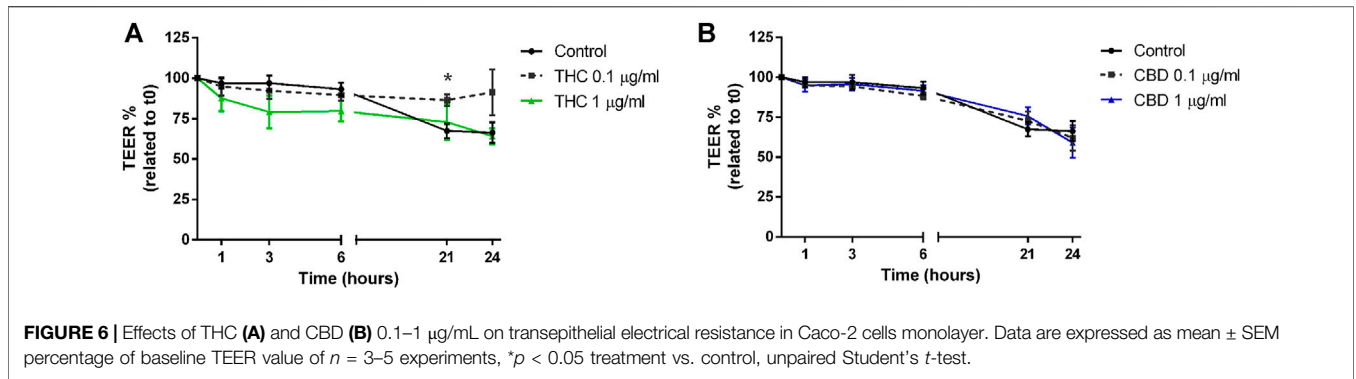 A
125
100
75
50
25
0
TEER %
(related to t0)
*
1 3 6 21 24
Time (hours)
Control
THC 0.1 μg/ml
THC 1 μg/ml
B
125
100
75
50
25
0
TEER %
(related to t0)
1 3 6 21 24
Time (hours)
Control
CBD 0.1 μg/ml
CBD 1 μg/ml
FIGURE 6 | Effects of THC (A) and CBD (B) 0.1–1 μg/mL on transepithelial electrical resistance in Caco-2 cells monolayer. Data are expressed as mean ± SEM
percentage of baseline TEER value of n = 3–5 experiments, *p < 0.05 treatment vs. control, unpaired Student's t-test.